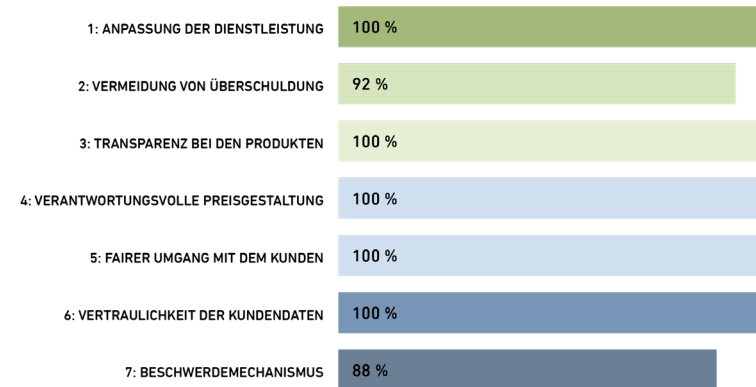 1: ANPASSUNG DER DIENSTLEISTUNG 100 %
2: VERMEIDUNG VON ÜBERSCHULDUNG 92 %
3: TRANSPARENZ BEI DEN PRODUKTEN 100 %
4: VERANTWORTUNGSVOLLE PREISGESTALTUNG 100 %
5: FAIRER UMGANG MIT DEM KUNDEN 100 %
6: VERTRAULICHKEIT DER KUNDENDATEN 100 %
7: BESCHWERDEMECHANISMUS 88 %